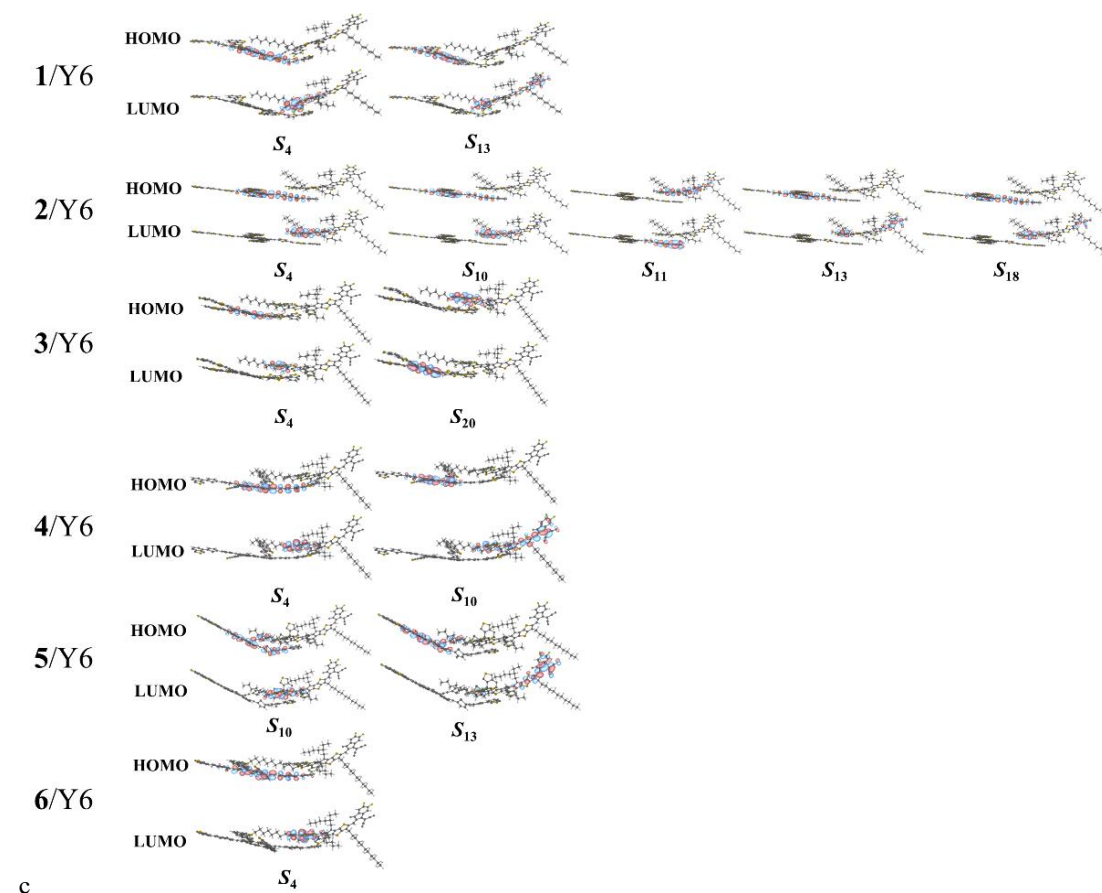 HOMO
1/Y6
LUMO
S4 S13
HOMO
2/Y6
LUMO
S4 S10 S11 S13 S18
HOMO
3/Y6
LUMO
S4 S20
HOMO
4/Y6
LUMO
S4 S10
HOMO
5/Y6
LUMO
S10 S13
HOMO
6/Y6
LUMO
S4
c